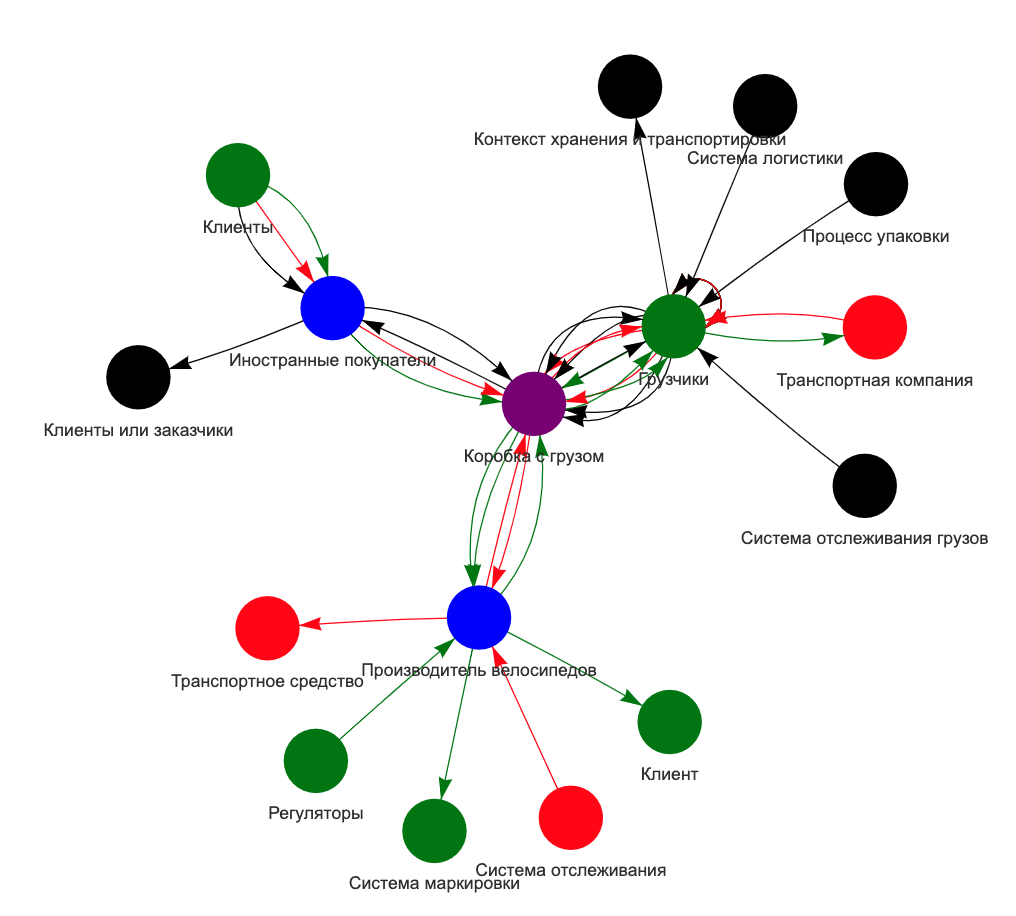 Контекст хранения и транспортировки
Система логистики
Клиенты
Процесс упаковки
Иностранные покупатели
Грузчики
Транспортная компания
Клиенты или заказчики
Коробка с грузом
Система отслеживания грузов
Производитель велосипедов
Транспортное средство
Клиент
Регуляторы
Система отслеживания
Система маркировки